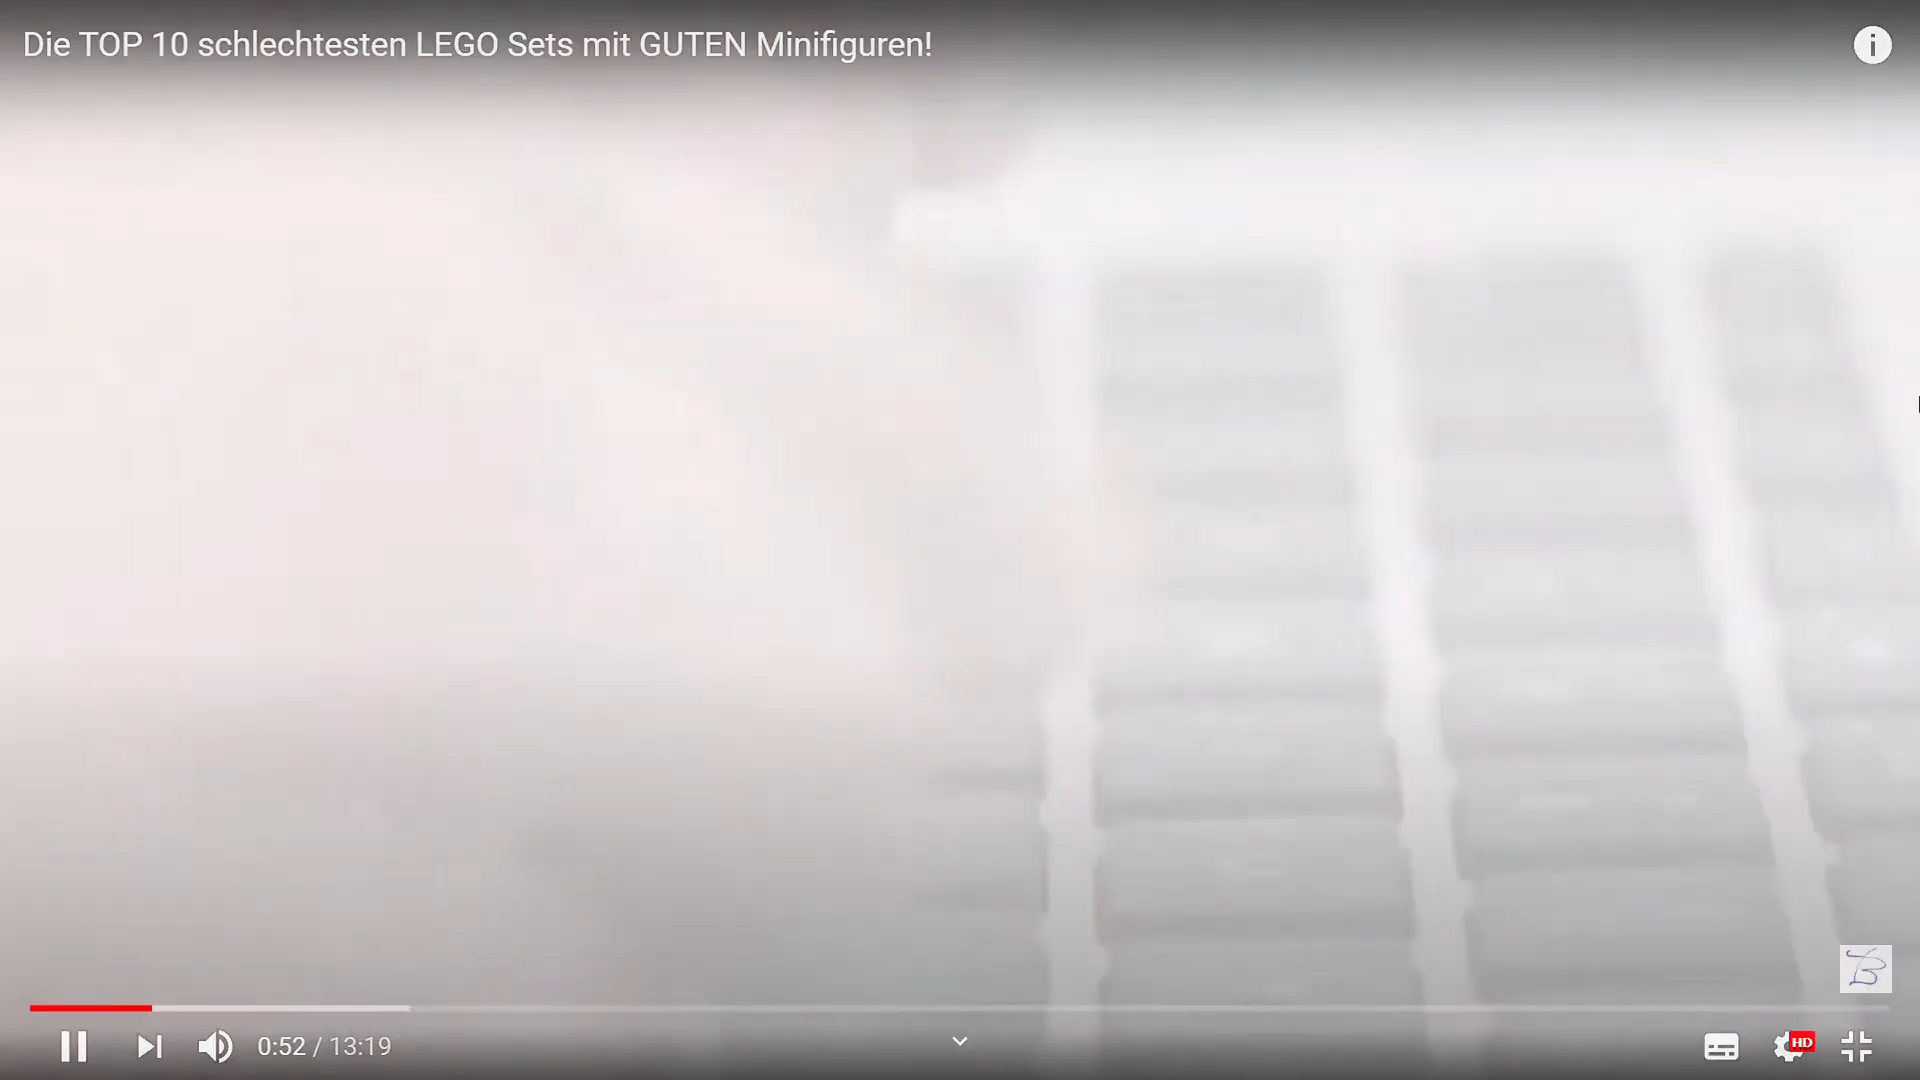 Die TOP 10 schlechtesten LEGO Sets mit GUTEN Minifiguren!
0:52 / 13:19
HD